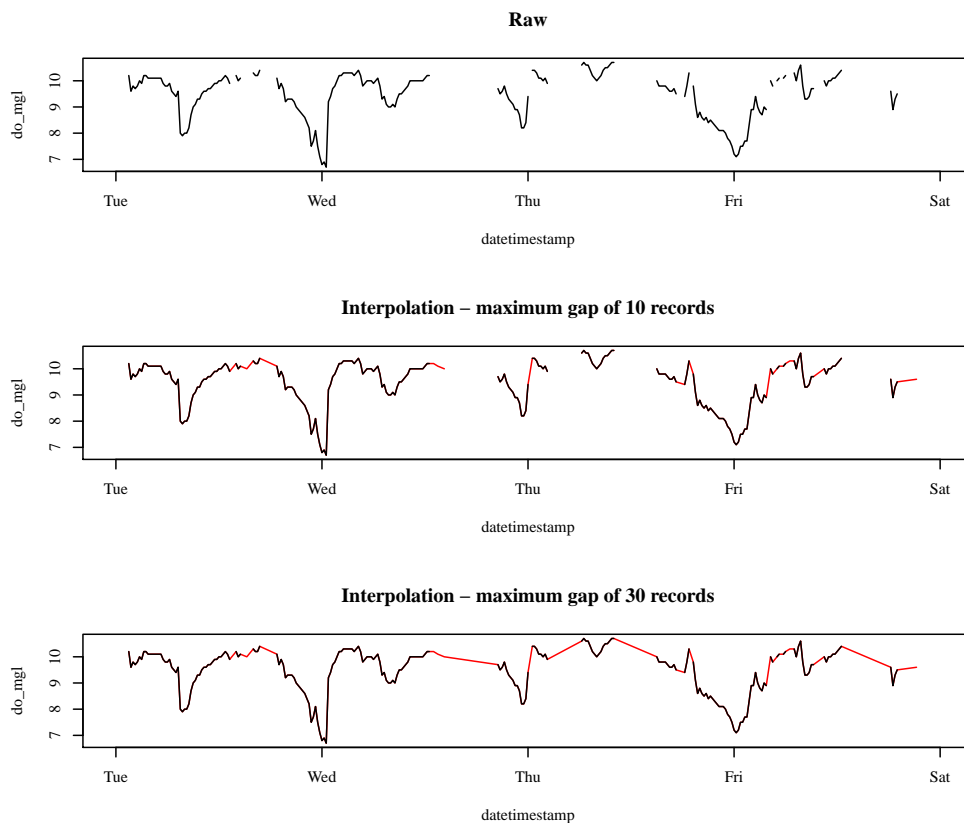 Raw
do_mgl
10
9
8
7
Tue
Wed
Thu
Fri
Sat
datetimestamp
Interpolation − maximum gap of 10 records
do_mgl
10
9
8
7
Tue
Wed
Thu
Fri
Sat
datetimestamp
Interpolation − maximum gap of 30 records
do_mgl
10
9
8
7
Tue
Wed
Thu
Fri
Sat
datetimestamp